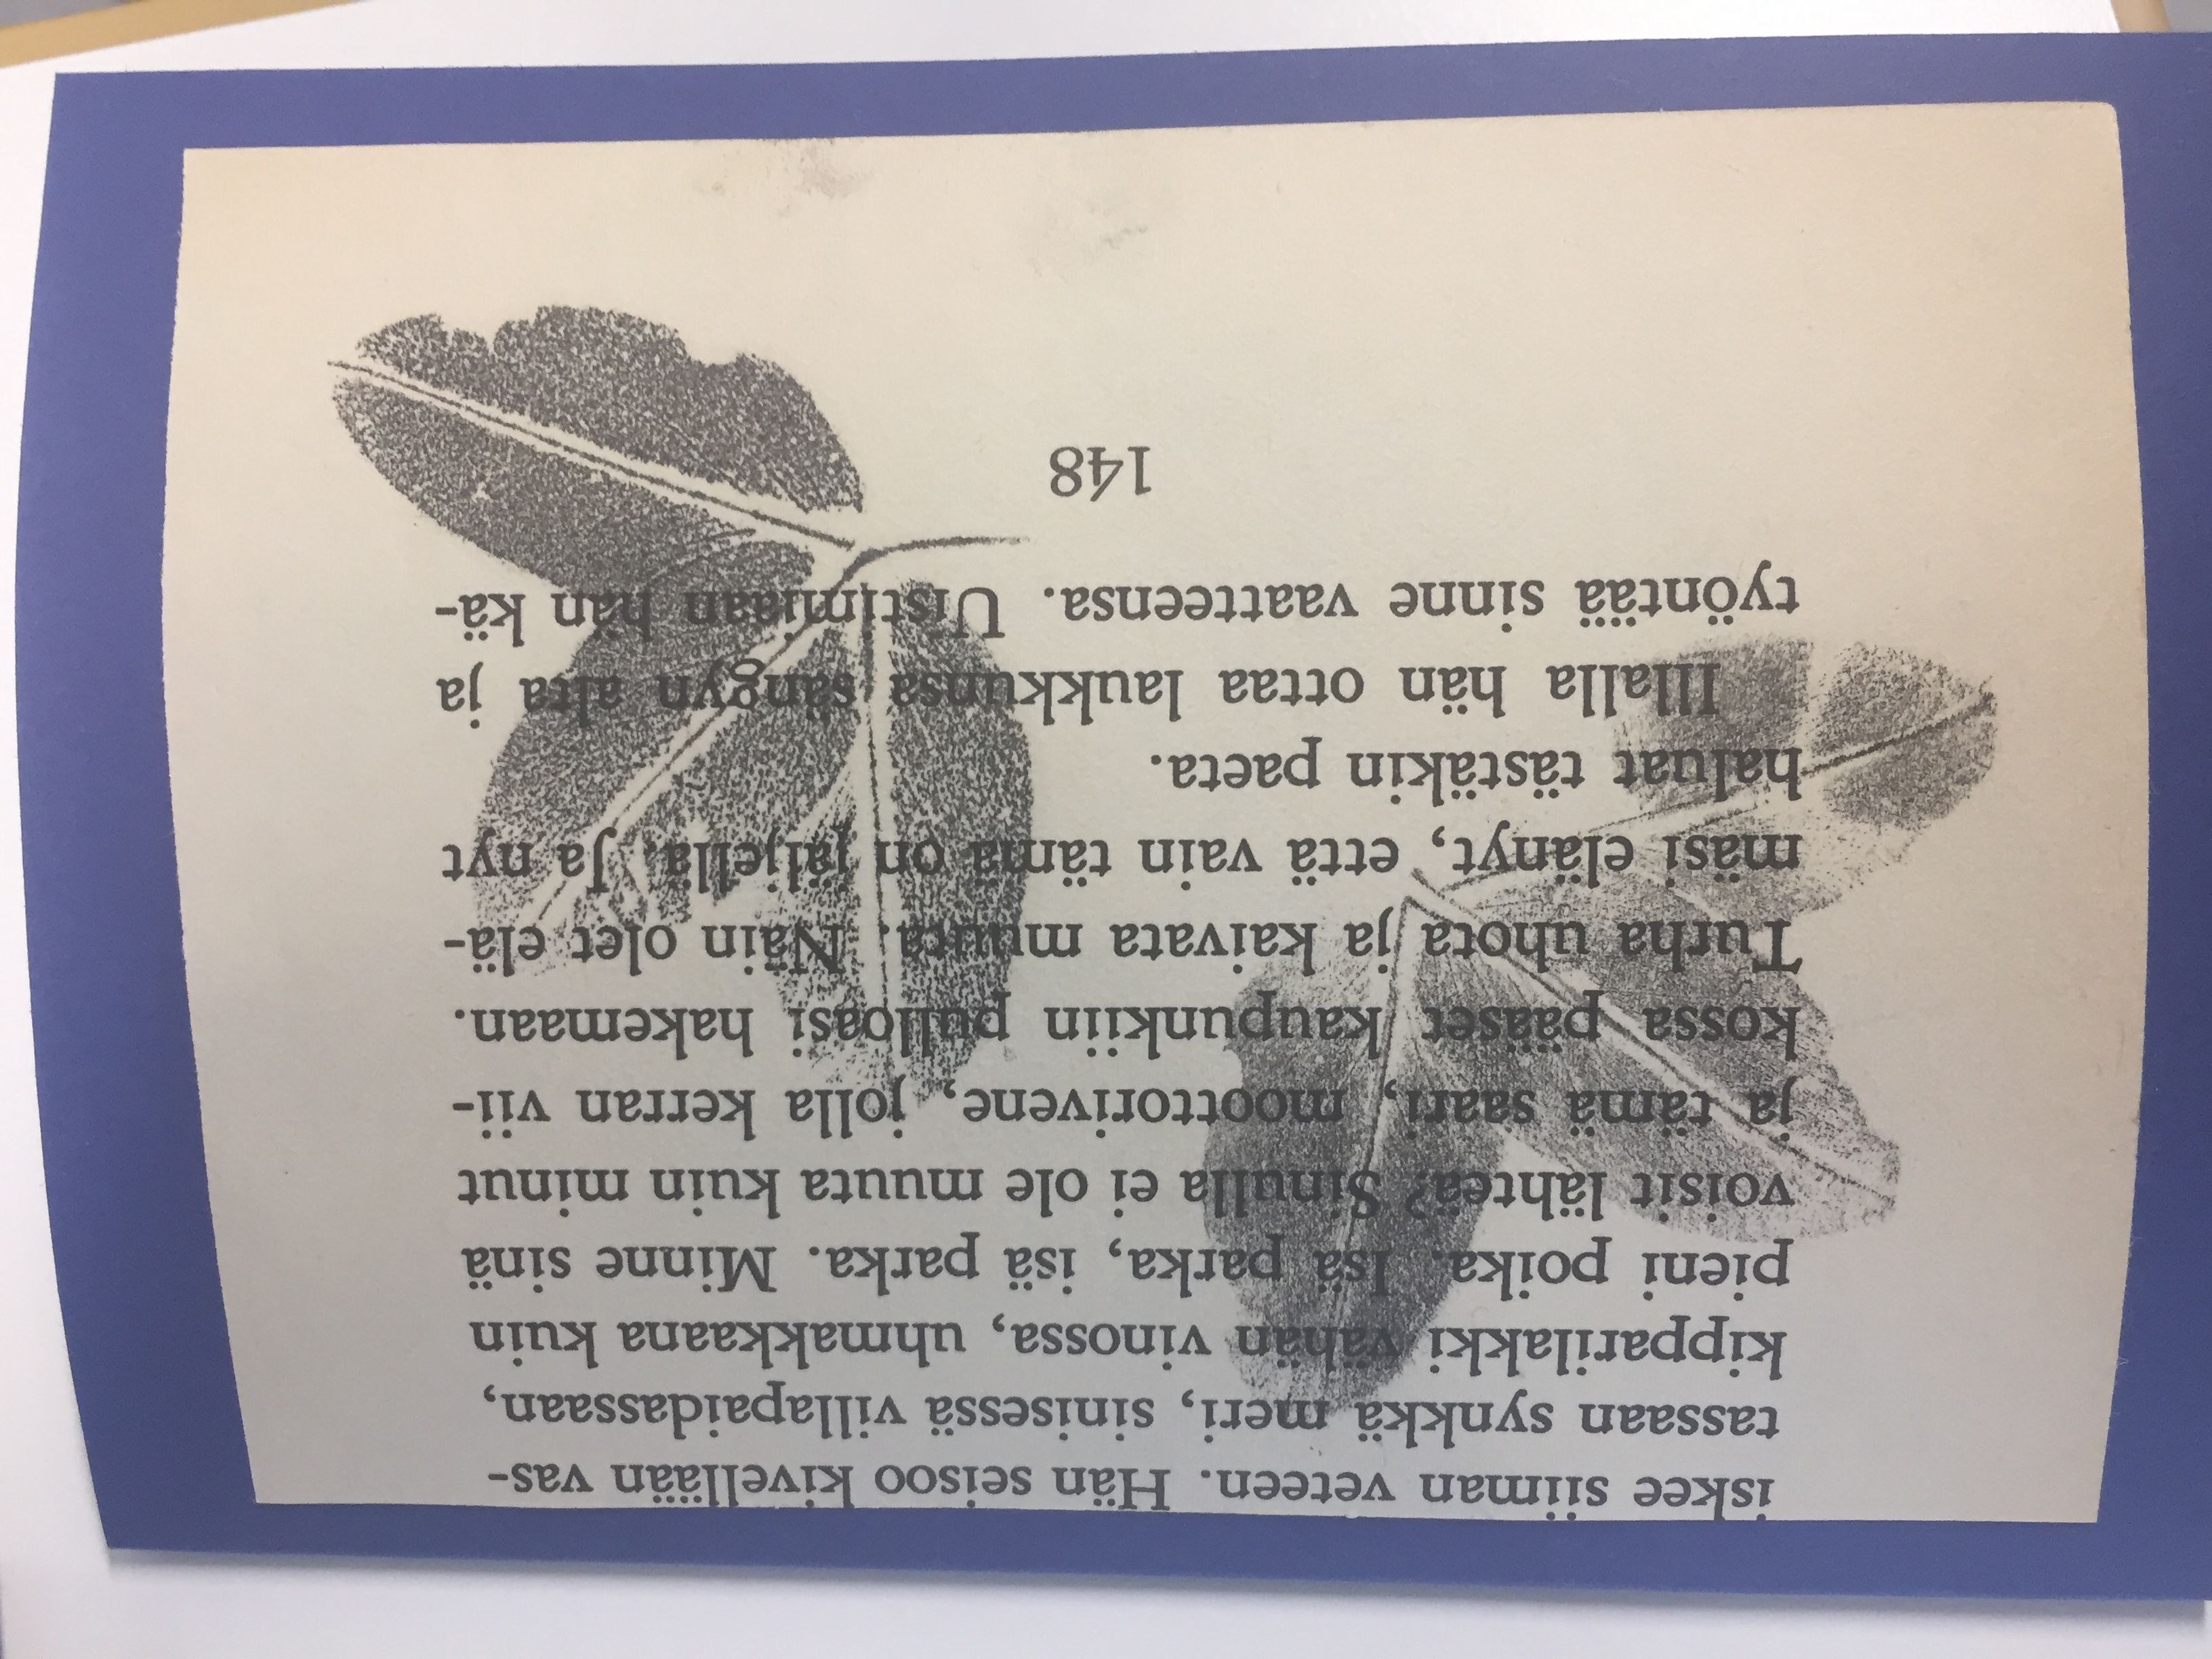 iskee siiman veteen. Hän seisoo kivellään vas-
tassaan synkkä meri, sinisessä villapaidassaan,
kipparilakki vähän vinossa, uhmakkaana kuin
pieni poika. Isä parka, isä parka. Minne sinä
voisit lähteä? Sinulla ei ole muuta kuin minut
ja tämä saari, moottorivene, jolla kerran vii-
kossa pääset kaupunkiin pulloasi hakemaan.
Turha uhota ja kaivata muuta. Näin olet elä-
mäsi elänyt, että vain tämä on jäljellä. Ja nyt
haluat tästäkin paeta.
Illalla hän ottaa laukkunsa sängyn alta ja
työntää sinne vaatteensa. Uistimiaan hän kä-
148